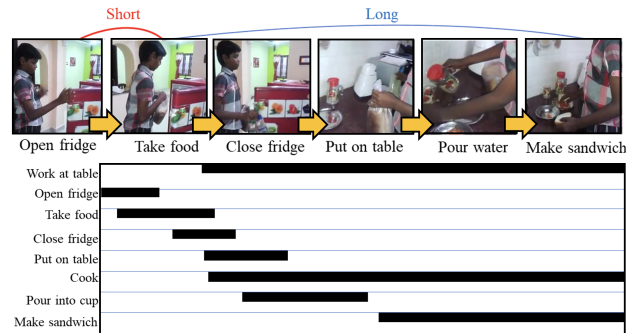 Short
Long
Open fridge
Take food
Close fridge
Put on table
Pour water
Make sandwich
Work at table
Open fridge
Take food
Close fridge
Put on table
Cook
Pour into cup
Make sandwich